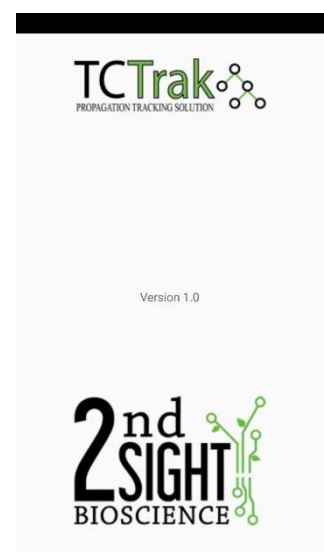 TCTrak
PROPAGATION TRACKING SOLUTION
Version 1.0
2nd
SIGHT
BIOSCIENCE